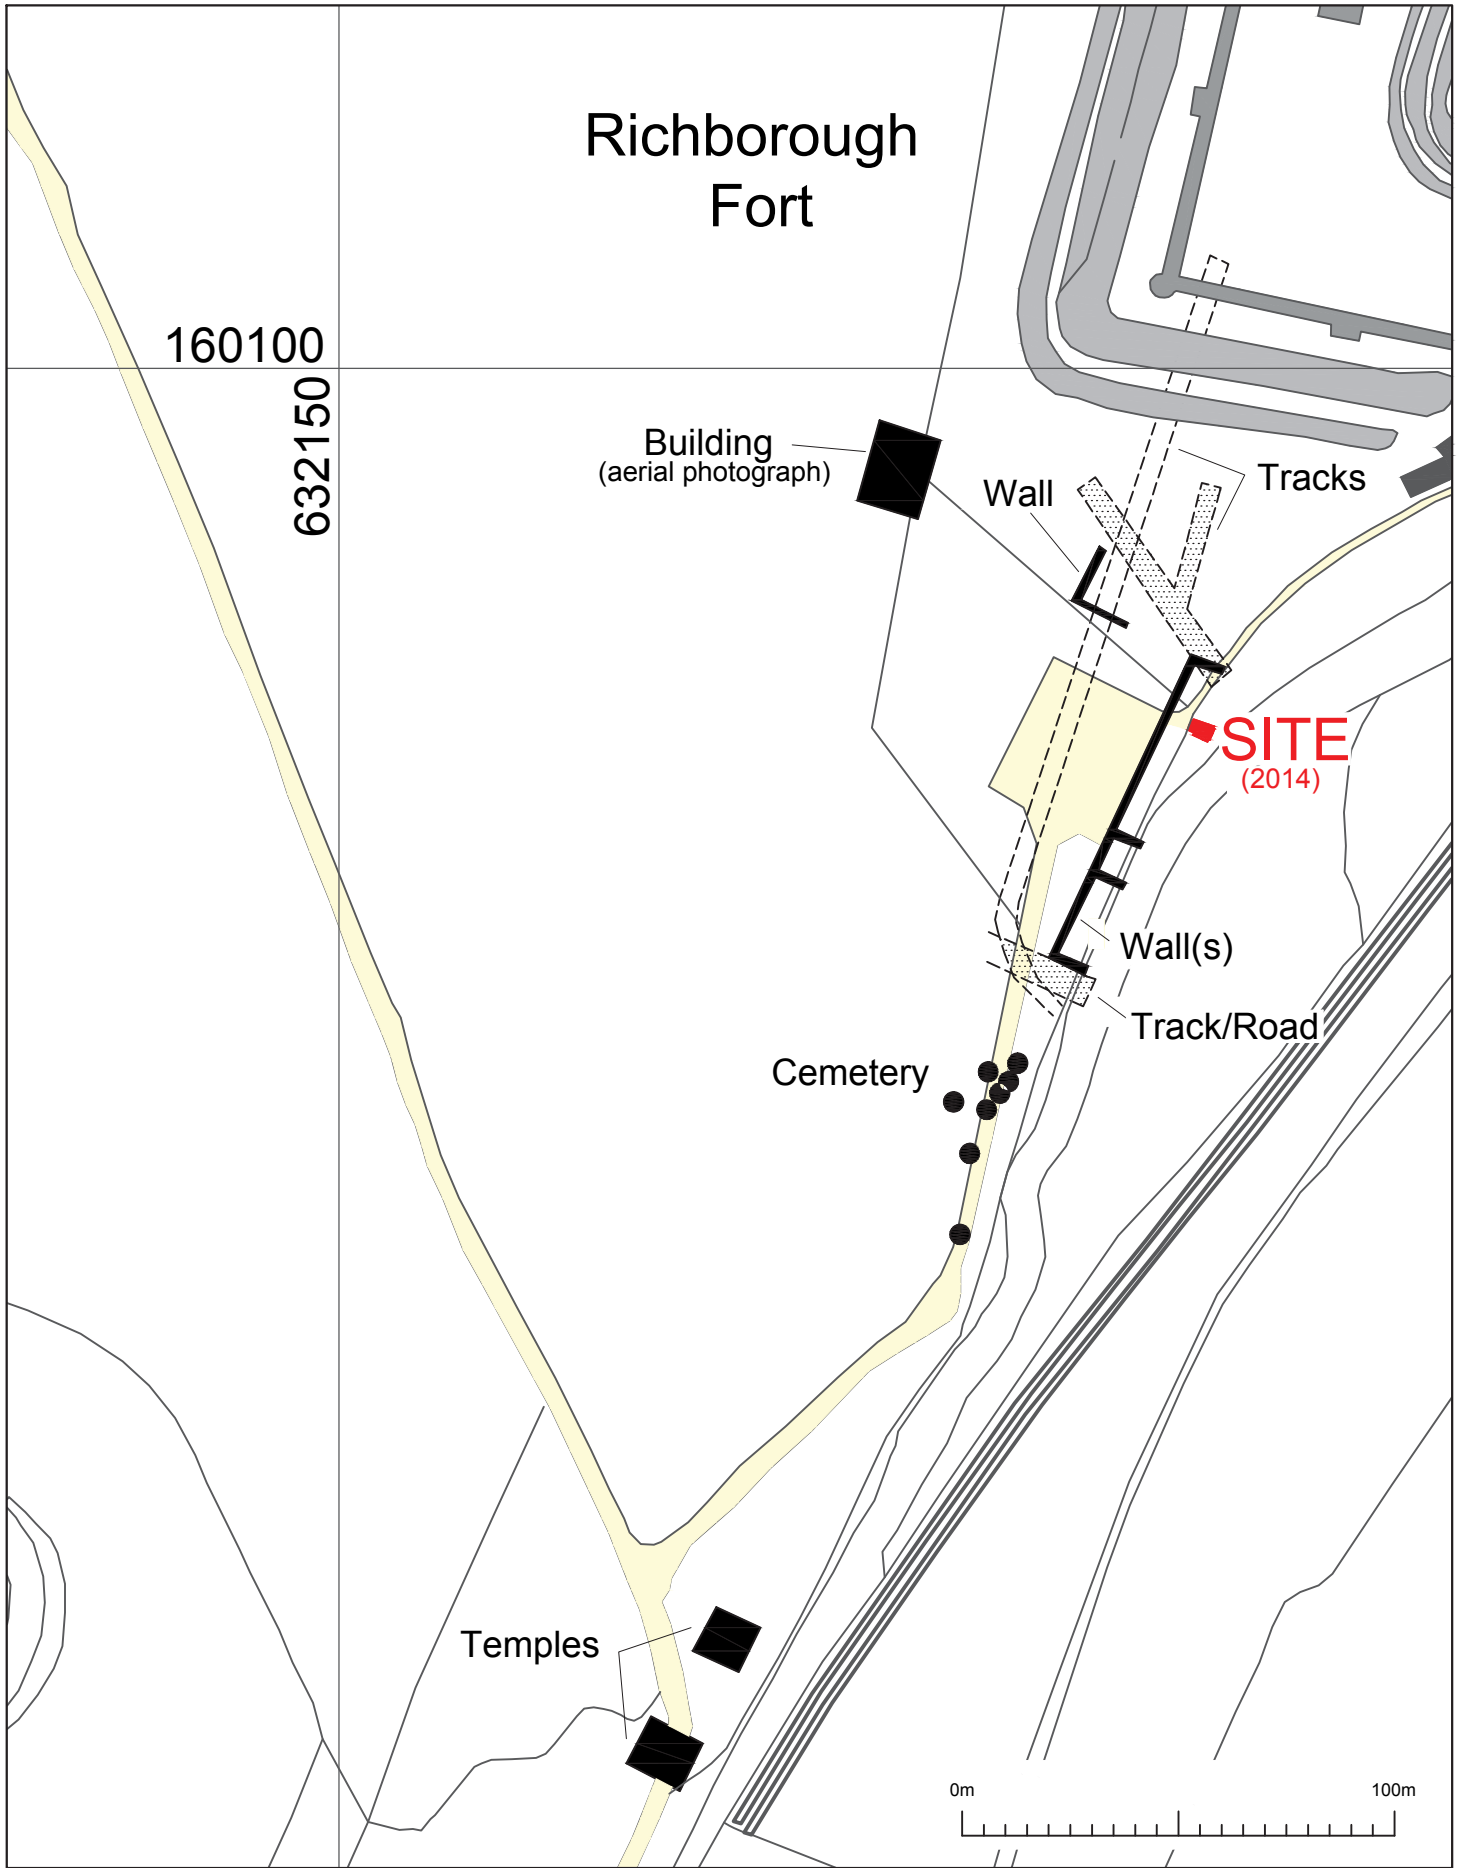 Richborough
Fort
160100
632150
Building
(aerial photograph)
Wall
Tracks
SITE
(2014)
Wall(s)
Track/Road
Cemetery
Temples
0m
100m